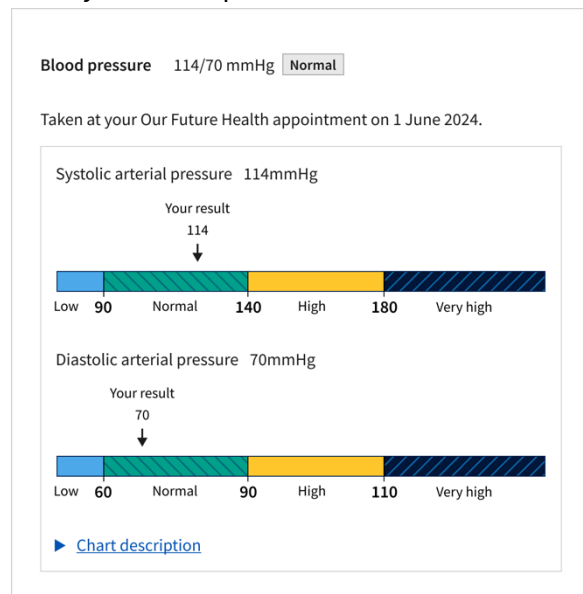 Blood pressure 114/70 mmHg Normal
Taken at your Our Future Health appointment on 1 June 2024.
Systolic arterial pressure 114mmHg
Your result
114
Low 90 Normal 140 High 180 Very high
Diastolic arterial pressure 70mmHg
Your result
70
Low 60 Normal 90 High 110 Very high
Chart description